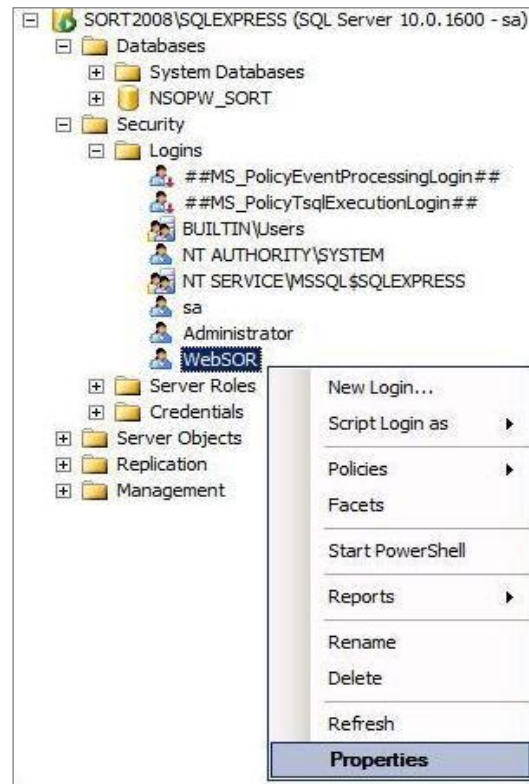 SORT2008\SQLEXPRESS (SQL Server 10.0.1600 - sa)
Databases
System Databases
NSOPW_SORT
Security
Logins
##MS_PolicyEventProcessingLogin##
##MS_PolicyTsqlExecutionLogin##
BUILTIN\Users
NT AUTHORITY\SYSTEM
NT SERVICE\MSSQL$SQLEXPRESS
sa
Administrator
WebSOR
Server Roles
Credentials
Server Objects
Replication
Management
New Login...
Script Login as
Policies
Facets
Start PowerShell
Reports
Rename
Delete
Refresh
Properties